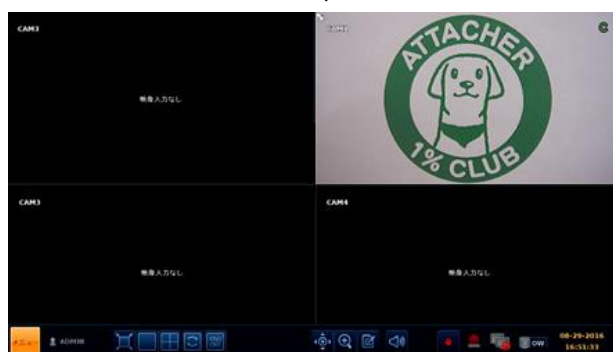 CAM3
映像入力なし
ATTACHER
1% CLUB
CAM3
映像入力なし
CAM4
映像入力なし
メニュー
ADMIN
OW
08-29-2016
16:51:33